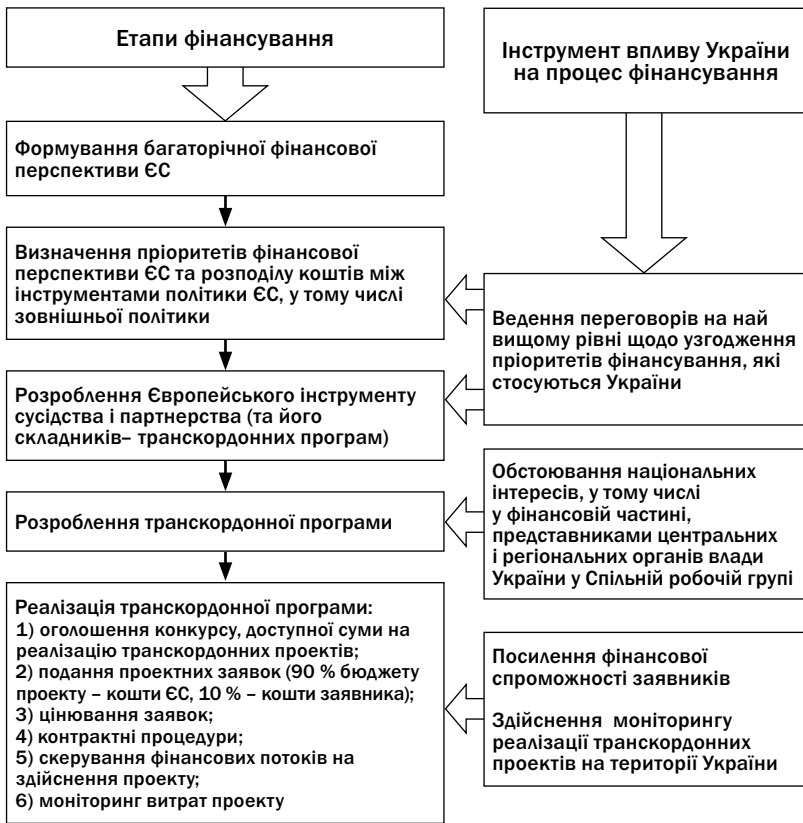 Етапи фінансування
Формування багаторічної фінансової
перспективи ЄС
Визначення пріоритетів фінансової
перспективи ЄС та розподілу коштів між
інструментами політики ЄС, у тому числі
зовнішньої політики
Розроблення Європейського інструменту
сусідства і партнерства (та його
складників– транскордонних програм)
Розроблення транскордонної програми
Реалізація транскордонної програми:
1) оголошення конкурсу, доступної суми на
реалізацію транскордонних проектів;
2) подання проектних заявок (90 % бюджету
проекту – кошти ЄС, 10 % – кошти заявника);
3) цінювання заявок;
4) контрактні процедури;
5) скерування фінансових потоків на
здійснення проекту;
6) моніторинг витрат проекту
Інструмент впливу України
на процес фінансування
Ведення переговорів на най
вищому рівні щодо узгодження
пріоритетів фінансування, які
стосуються України
Обстоювання національних
інтересів, у тому числі
у фінансовій частині,
представниками центральних
і регіональних органів влади
України у Спільній робочій групі
Посилення фінансової
спроможності заявників
Здійснення моніторингу
реалізації транскордонних
проектів на території України